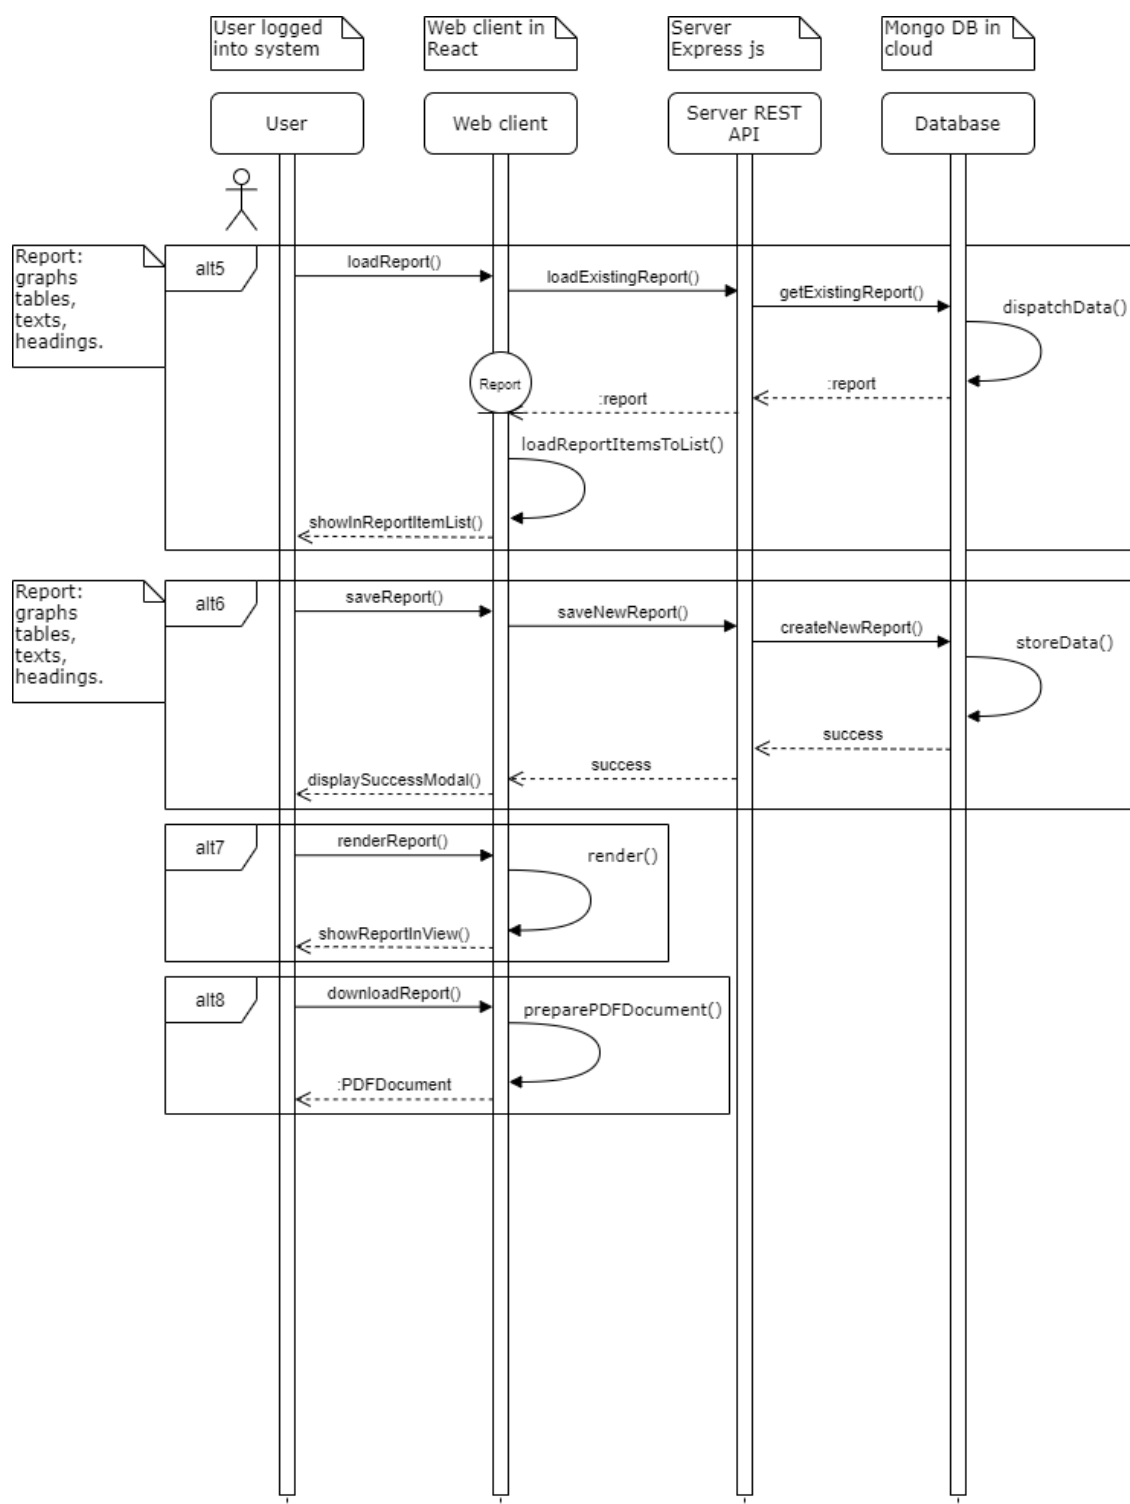 User logged
into system
Web client in
React
Server
Express js
Mongo DB in
cloud
User
Web client
Server REST
API
Database
Report:
graphs
tables,
texts,
headings.
alt5
loadReport()
loadExistingReport()
getExistingReport()
dispatchData()
Report
:report
:report
loadReportItemsToList()
showInReportItemList()
Report:
graphs
tables,
texts,
headings.
alt6
saveReport()
saveNewReport()
createNewReport()
storeData()
success
success
displaySuccessModal()
alt7
renderReport()
render()
showReportInView()
alt8
downloadReport()
preparePDFDocument()
:PDFDocument